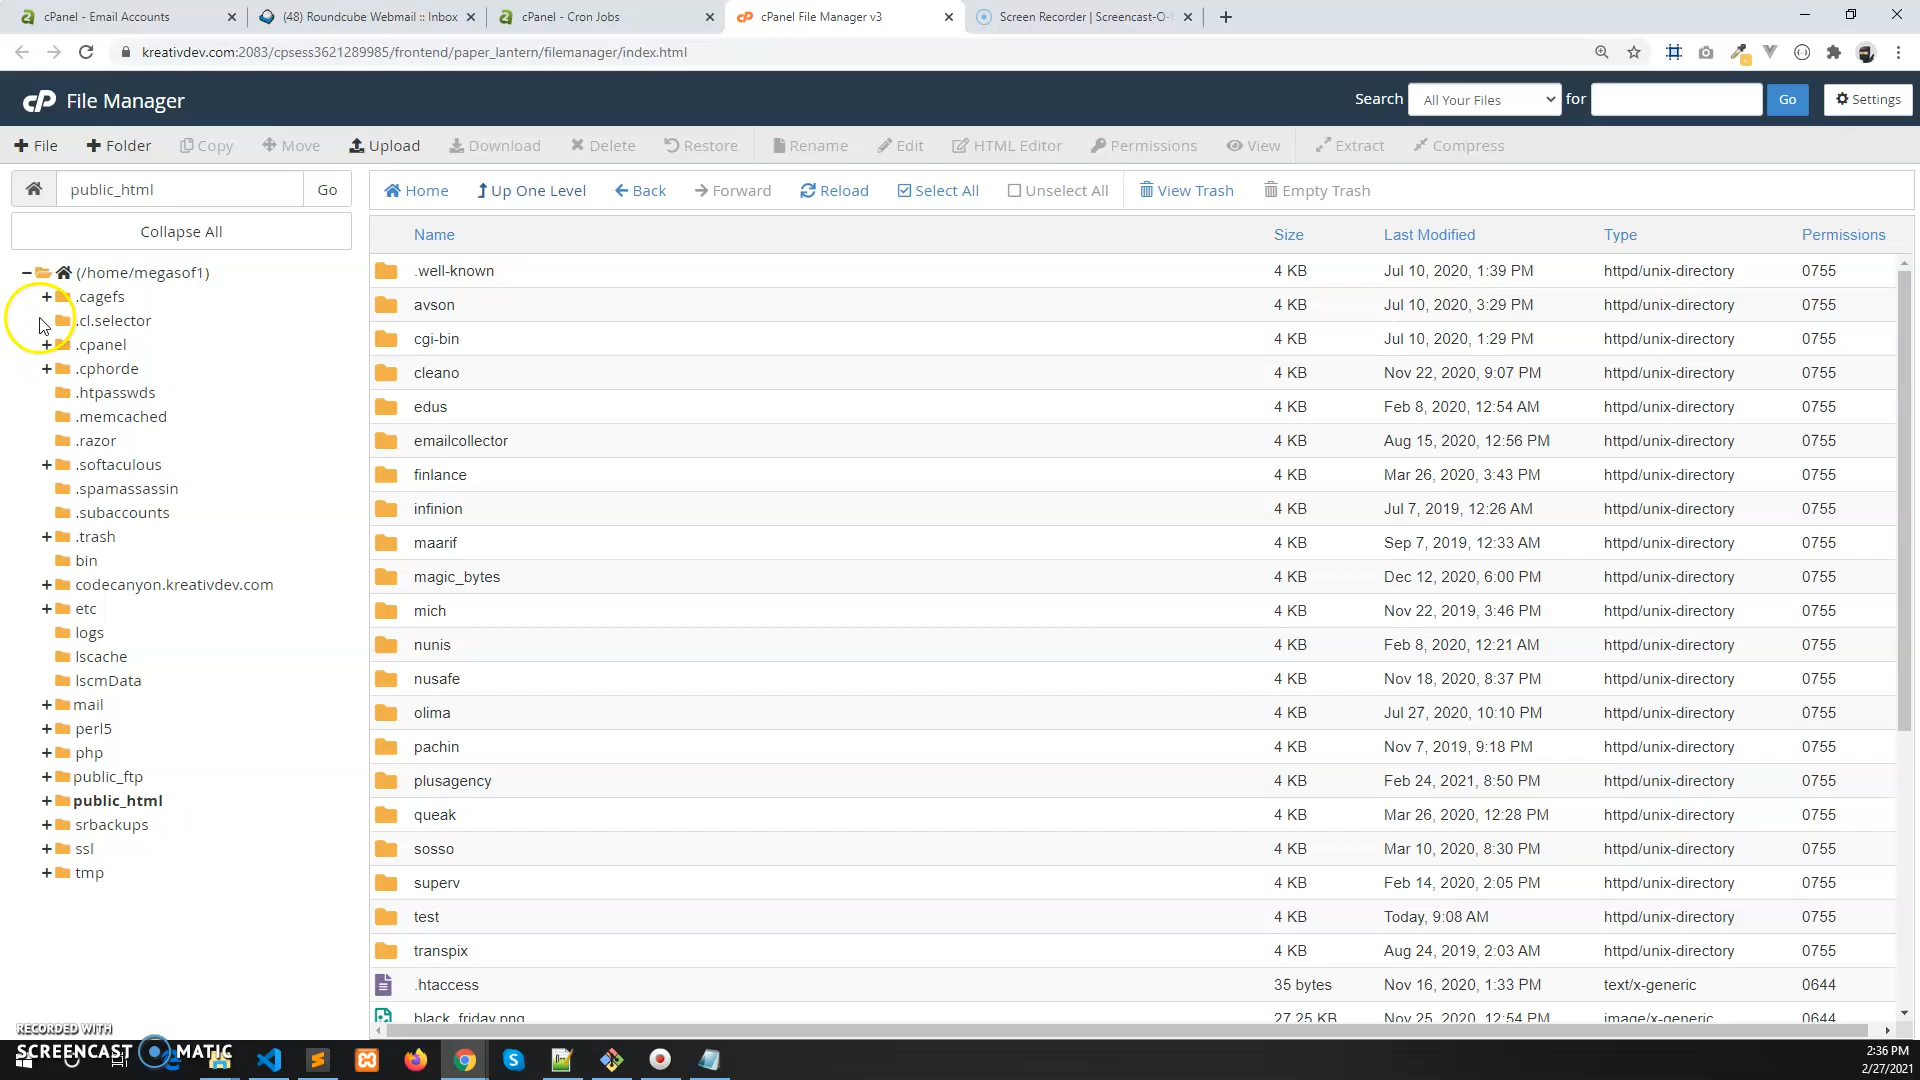 cPanel - Email Accounts
(48) Roundcube Webmail :: Inbox
cPanel - Cron Jobs
cPanel File Manager v3
Screen Recorder | Screencast-O-
kreativdev.com:2083/cpsess3621289985/frontend/paper_lantern/filemanager/index.html
cP File Manager
Search All Your Files for Go Settings
File Folder Copy Move Upload Download Delete Restore Rename Edit HTML Editor Permissions View Extract Compress
public_html Go
Home Up One Level Back Forward Reload Select All Unselect All View Trash Empty Trash
Collapse All
(/home/megasof1)
.cagefs
.cl.selector
.cpanel
.cphorde
.htpasswds
.memcached
.razor
.softaculous
.spamassassin
.subaccounts
.trash
bin
codecanyon.kreativdev.com
etc
logs
lscache
lscmData
mail
perl5
php
public_ftp
public_html
srbackups
ssl
tmp
Name Size Last Modified Type Permissions
.well-known 4 KB Jul 10, 2020, 1:39 PM httpd/unix-directory 0755
avson 4 KB Jul 10, 2020, 3:29 PM httpd/unix-directory 0755
cgi-bin 4 KB Jul 10, 2020, 1:29 PM httpd/unix-directory 0755
cleano 4 KB Nov 22, 2020, 9:07 PM httpd/unix-directory 0755
edus 4 KB Feb 8, 2020, 12:54 AM httpd/unix-directory 0755
emailcollector 4 KB Aug 15, 2020, 12:56 PM httpd/unix-directory 0755
finlance 4 KB Mar 26, 2020, 3:43 PM httpd/unix-directory 0755
infinion 4 KB Jul 7, 2019, 12:26 AM httpd/unix-directory 0755
maarif 4 KB Sep 7, 2019, 12:33 AM httpd/unix-directory 0755
magic_bytes 4 KB Dec 12, 2020, 6:00 PM httpd/unix-directory 0755
mich 4 KB Nov 22, 2019, 3:46 PM httpd/unix-directory 0755
nunis 4 KB Feb 8, 2020, 12:21 AM httpd/unix-directory 0755
nusafe 4 KB Nov 18, 2020, 8:37 PM httpd/unix-directory 0755
olima 4 KB Jul 27, 2020, 10:10 PM httpd/unix-directory 0755
pachin 4 KB Nov 7, 2019, 9:18 PM httpd/unix-directory 0755
plusagency 4 KB Feb 24, 2021, 8:50 PM httpd/unix-directory 0755
queak 4 KB Mar 26, 2020, 12:28 PM httpd/unix-directory 0755
sosso 4 KB Mar 10, 2020, 8:30 PM httpd/unix-directory 0755
superv 4 KB Feb 14, 2020, 2:05 PM httpd/unix-directory 0755
test 4 KB Today, 9:08 AM httpd/unix-directory 0755
transpix 4 KB Aug 24, 2019, 2:03 AM httpd/unix-directory 0755
.htaccess 35 bytes Nov 16, 2020, 1:33 PM text/x-generic 0644
black_friday.png 27.25 KB Nov 25, 2020, 12:54 PM image/x-generic 0644
RECORDED WITH
SCREENCAST MATIC
2:36 PM
2/27/2021